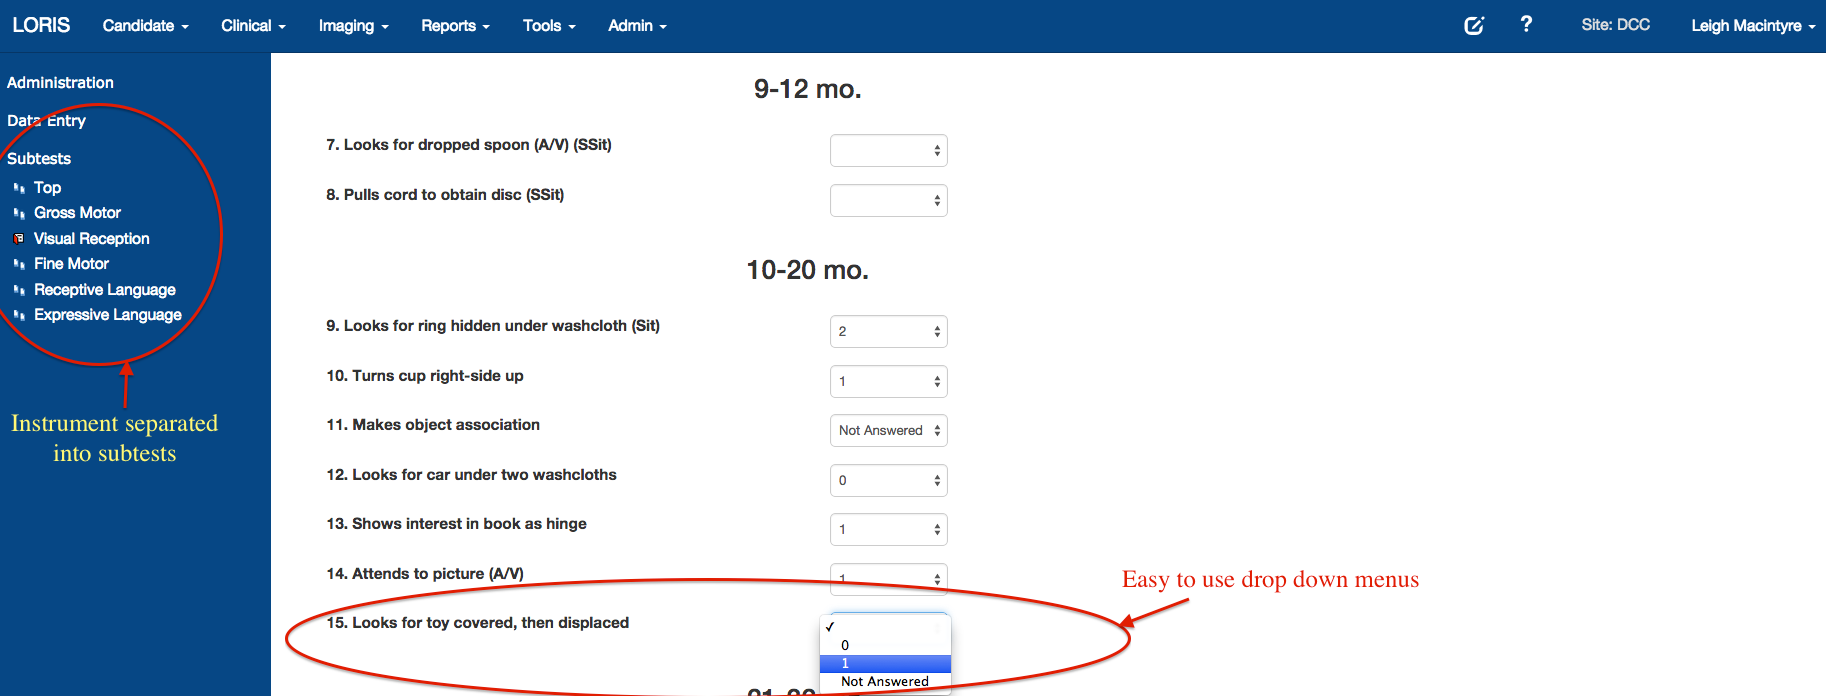 LORIS Candidate Clinical Imaging Reports Tools Admin ? Site: DCC Leigh Macintyre
Administration
Data Entry
Subtests
Top
Gross Motor
Visual Reception
Fine Motor
Receptive Language
Expressive Language
Instrument separated
into subtests
9-12 mo.
7. Looks for dropped spoon (A/V) (SSit)
8. Pulls cord to obtain disc (SSit)
10-20 mo.
9. Looks for ring hidden under washcloth (Sit) 2
10. Turns cup right-side up 1
11. Makes object association Not Answered
12. Looks for car under two washcloths 0
13. Shows interest in book as hinge 1
14. Attends to picture (A/V) 1
Easy to use drop down menus
15. Looks for toy covered, then displaced
✓
0
1
Not Answered